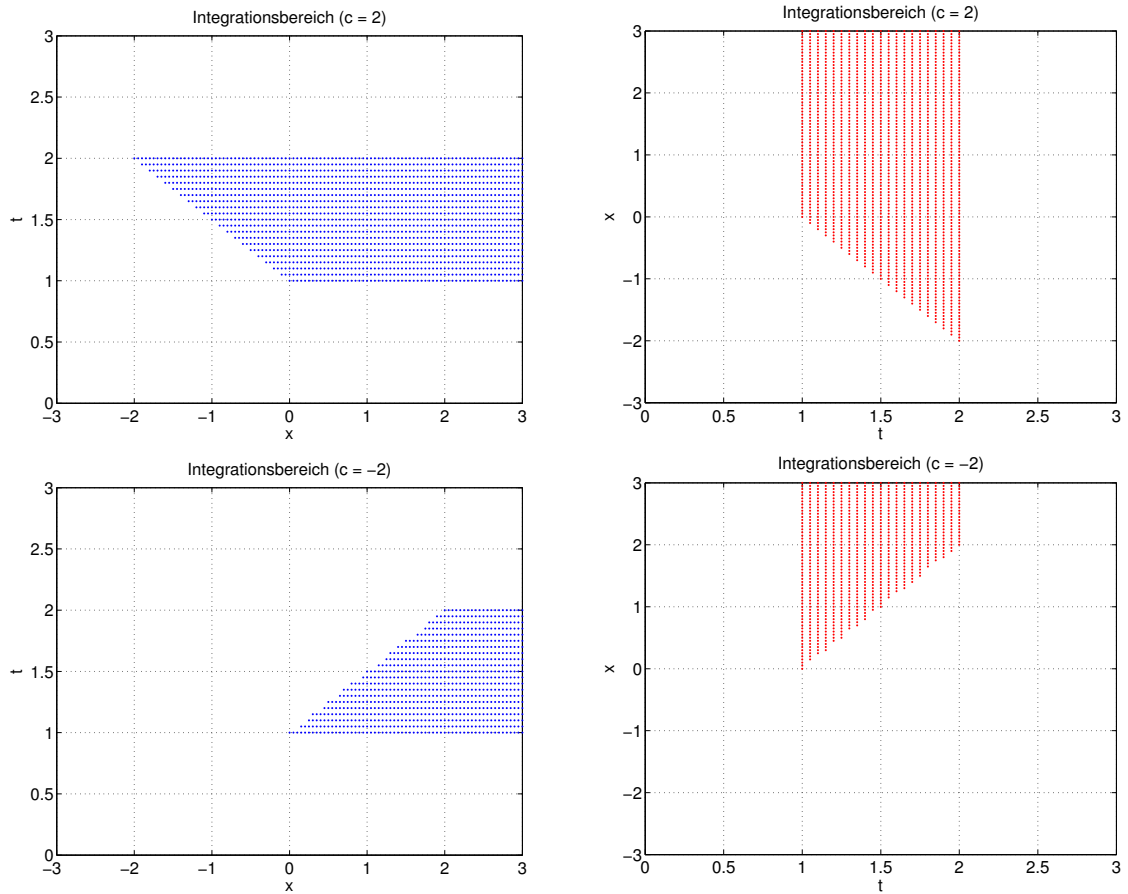 Integrationsbereich (c = 2)
3
2.5
2
1.5
1
0.5
0
−3 −2 −1 0 1 2 3
t
x
Integrationsbereich (c = 2)
3
2
1
0
−1
−2
−3
0 0.5 1 1.5 2 2.5 3
x
t
Integrationsbereich (c = −2)
3
2.5
2
1.5
1
0.5
0
−3 −2 −1 0 1 2 3
t
x
Integrationsbereich (c = −2)
3
2
1
0
−1
−2
−3
0 0.5 1 1.5 2 2.5 3
x
t